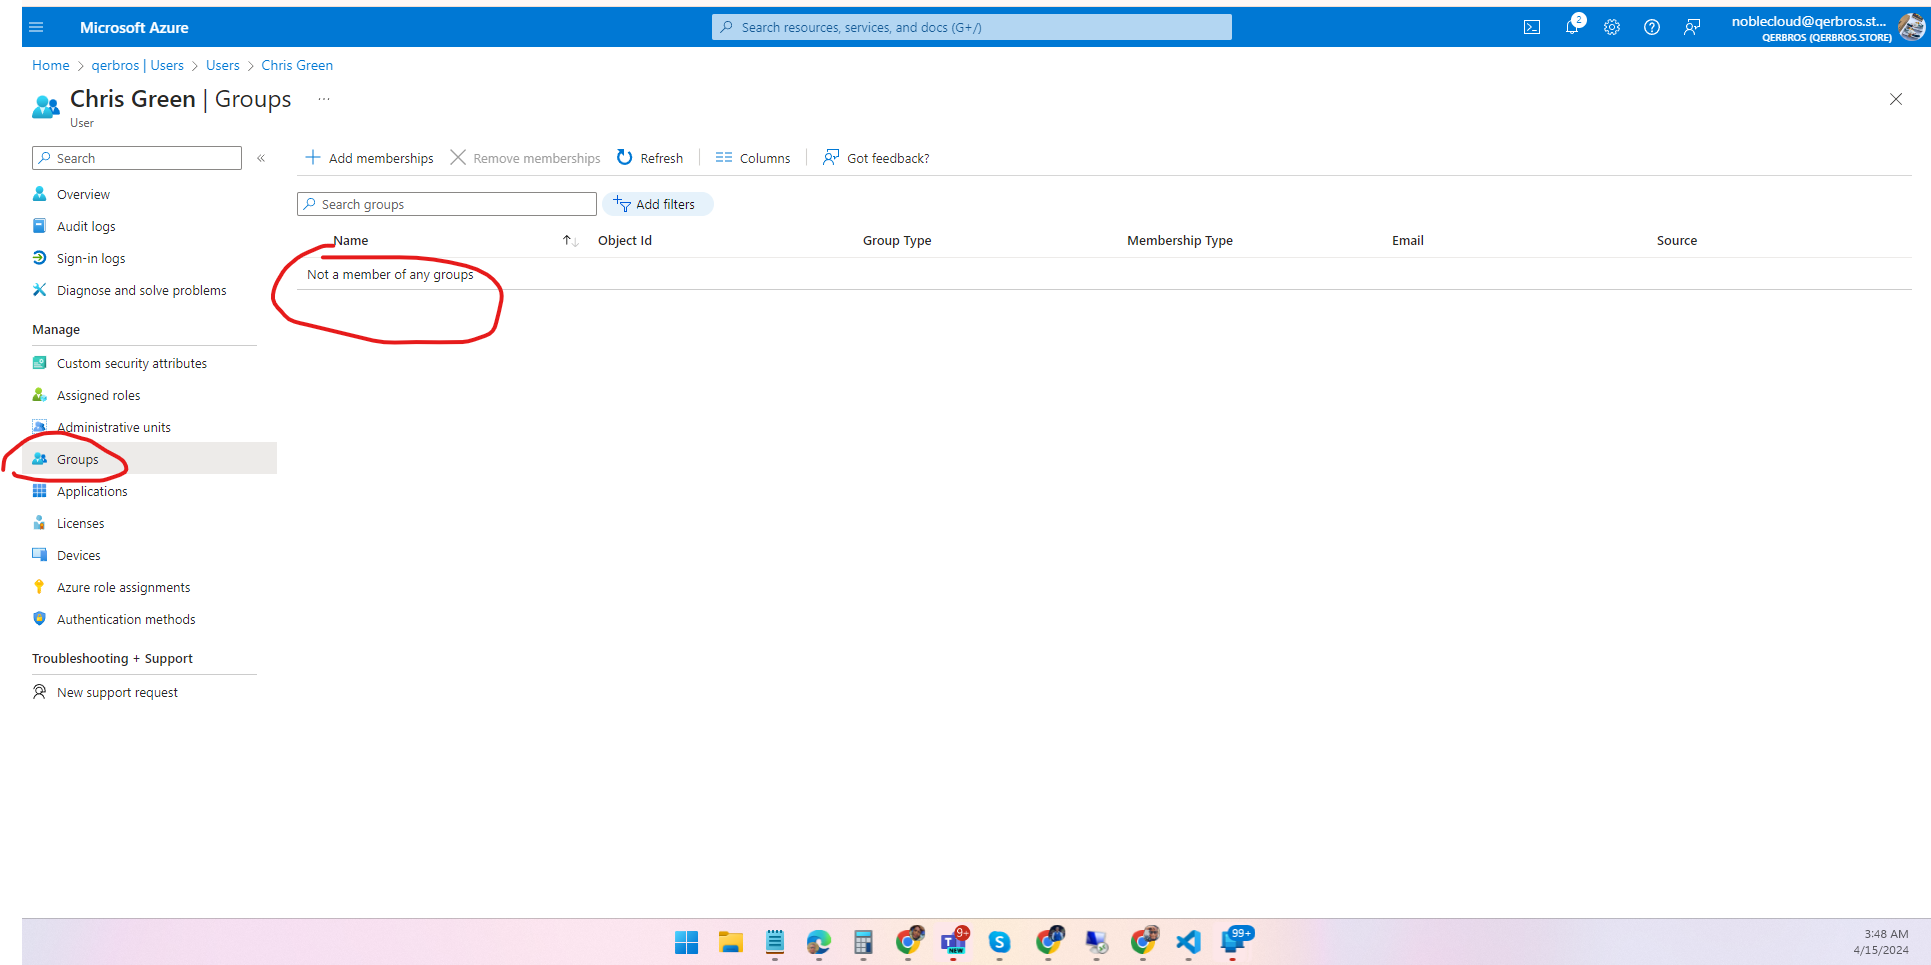 Microsoft Azure
Search resources, services, and docs (G+/)
2
noblecloud@qerbros.st...
QERBROS (QERBROS.STORE)
Home > qerbros | Users > Users > Chris Green
Chris Green | Groups ...
User
Search «
Add memberships Remove memberships Refresh Columns Got feedback?
Search groups Add filters
Name Object Id Group Type Membership Type Email Source
Not a member of any groups
Overview
Audit logs
Sign-in logs
Diagnose and solve problems
Manage
Custom security attributes
Assigned roles
Administrative units
Groups
Applications
Licenses
Devices
Azure role assignments
Authentication methods
Troubleshooting + Support
New support request
9+
NEW
99+
3:48 AM
4/15/2024